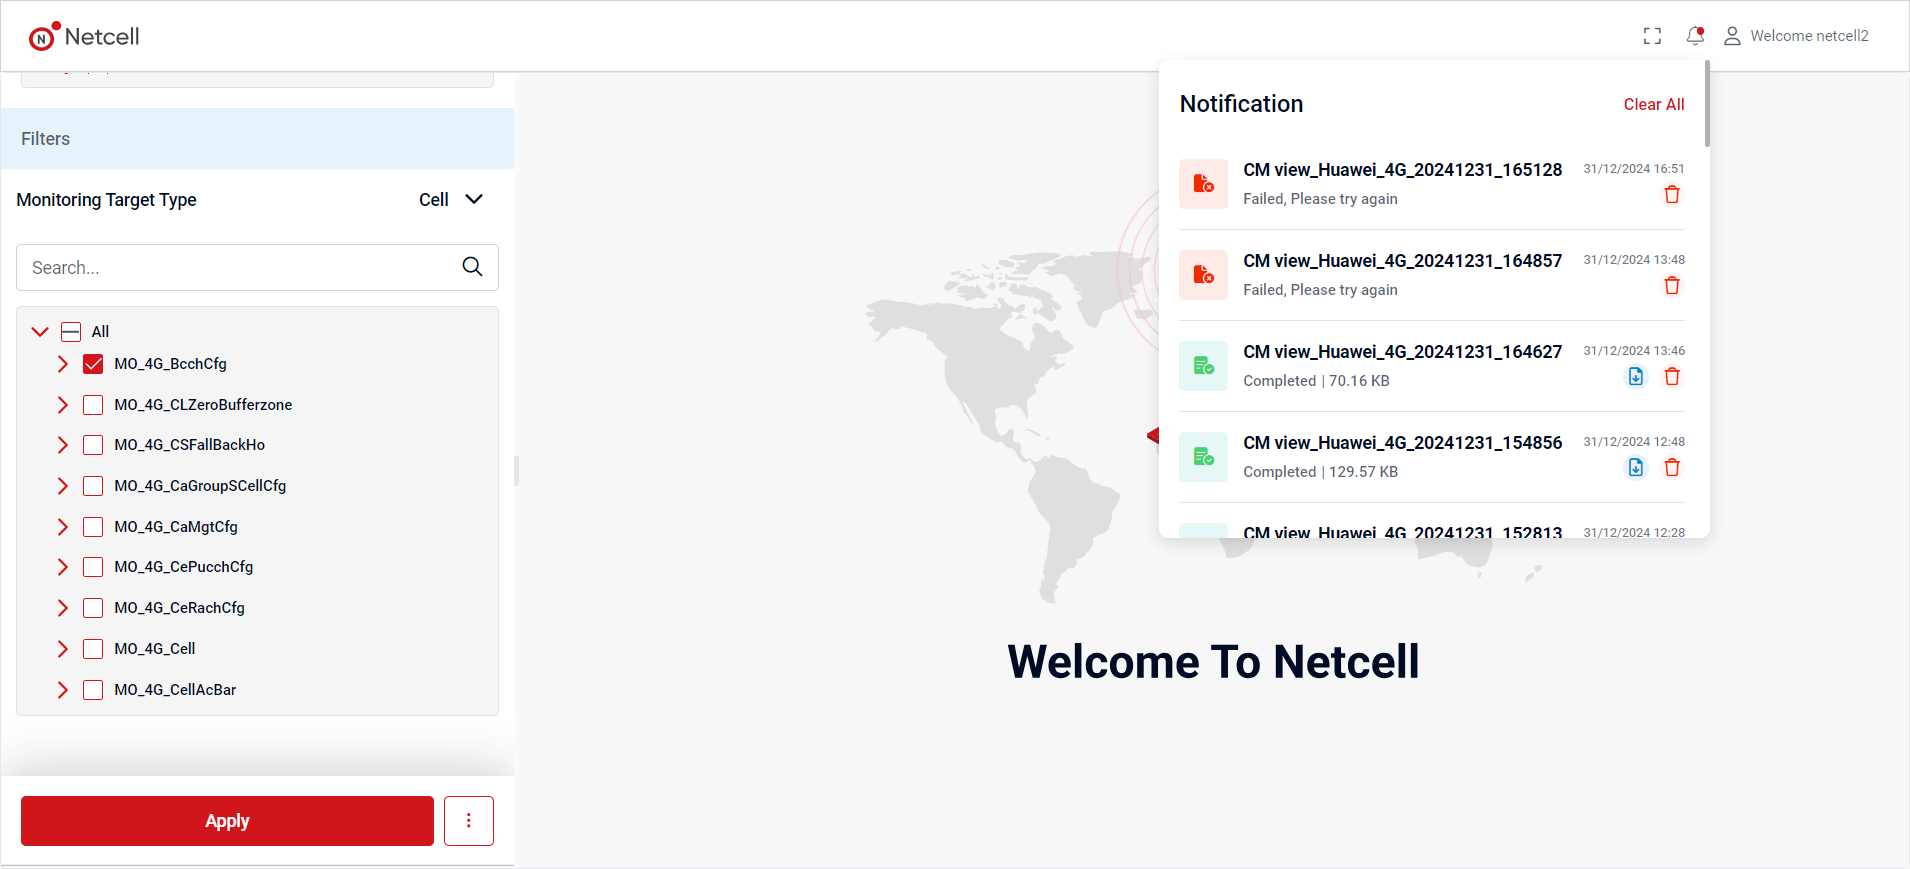 Netcell
Welcome netcell2
Filters
Monitoring Target Type
Cell
Search...
All
MO_4G_BcchCfg
MO_4G_CLZeroBufferzone
MO_4G_CSFallBackHo
MO_4G_CaGroupSCellCfg
MO_4G_CaMgtCfg
MO_4G_CePucchCfg
MO_4G_CeRachCfg
MO_4G_Cell
MO_4G_CellAcBar
Apply
Notification
Clear All
CM view_Huawei_4G_20241231_165128
31/12/2024 16:51
Failed, Please try again
CM view_Huawei_4G_20241231_164857
31/12/2024 13:48
Failed, Please try again
CM view_Huawei_4G_20241231_164627
31/12/2024 13:46
Completed | 70.16 KB
CM view_Huawei_4G_20241231_154856
31/12/2024 12:48
Completed | 129.57 KB
CM view_Huawei_4G_20241231_152813
31/12/2024 12:28
Welcome To Netcell